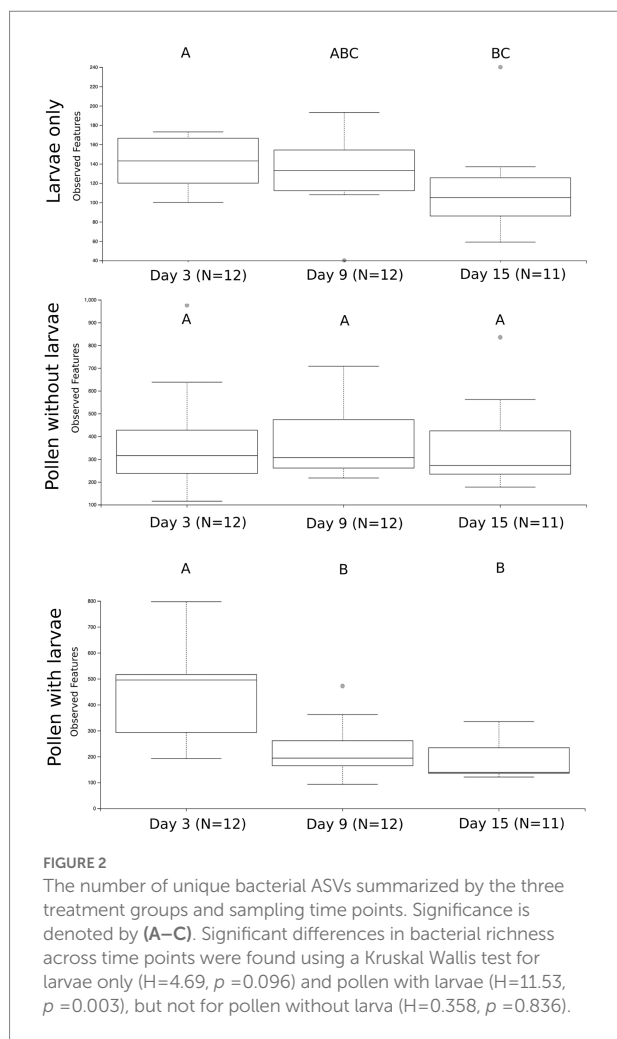 A ABC BC
Larvae only
Observed Features
240
220
200
180
160
140
120
100
80
60
40
Day 3 (N=12) Day 9 (N=12) Day 15 (N=11)
Pollen without larvae
Observed Features
1,000
900
800
700
600
500
400
300
200
100
A A A
Day 3 (N=12) Day 9 (N=12) Day 15 (N=11)
A B B
Pollen with larvae
Observed Features
800
700
600
500
400
300
200
100
0
Day 3 (N=12) Day 9 (N=12) Day 15 (N=11)
FIGURE 2
The number of unique bacterial ASVs summarized by the three
treatment groups and sampling time points. Significance is
denoted by (A–C). Significant differences in bacterial richness
across time points were found using a Kruskal Wallis test for
larvae only (H=4.69, p =0.096) and pollen with larvae (H=11.53,
p =0.003), but not for pollen without larva (H=0.358, p =0.836).